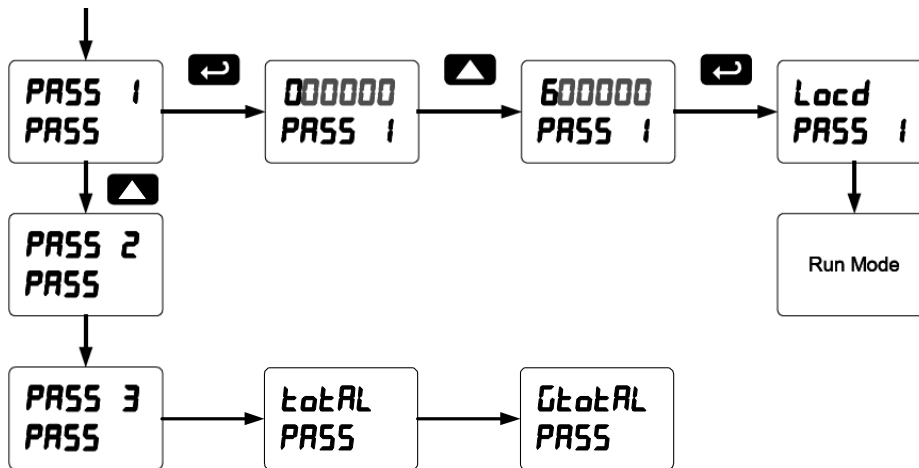 PASS 1
PASS
000000
PASS 1
600000
PASS 1
Locd
PASS 1
PASS 2
PASS
Run Mode
PASS 3
PASS
totAL
PASS
GtotAL
PASS